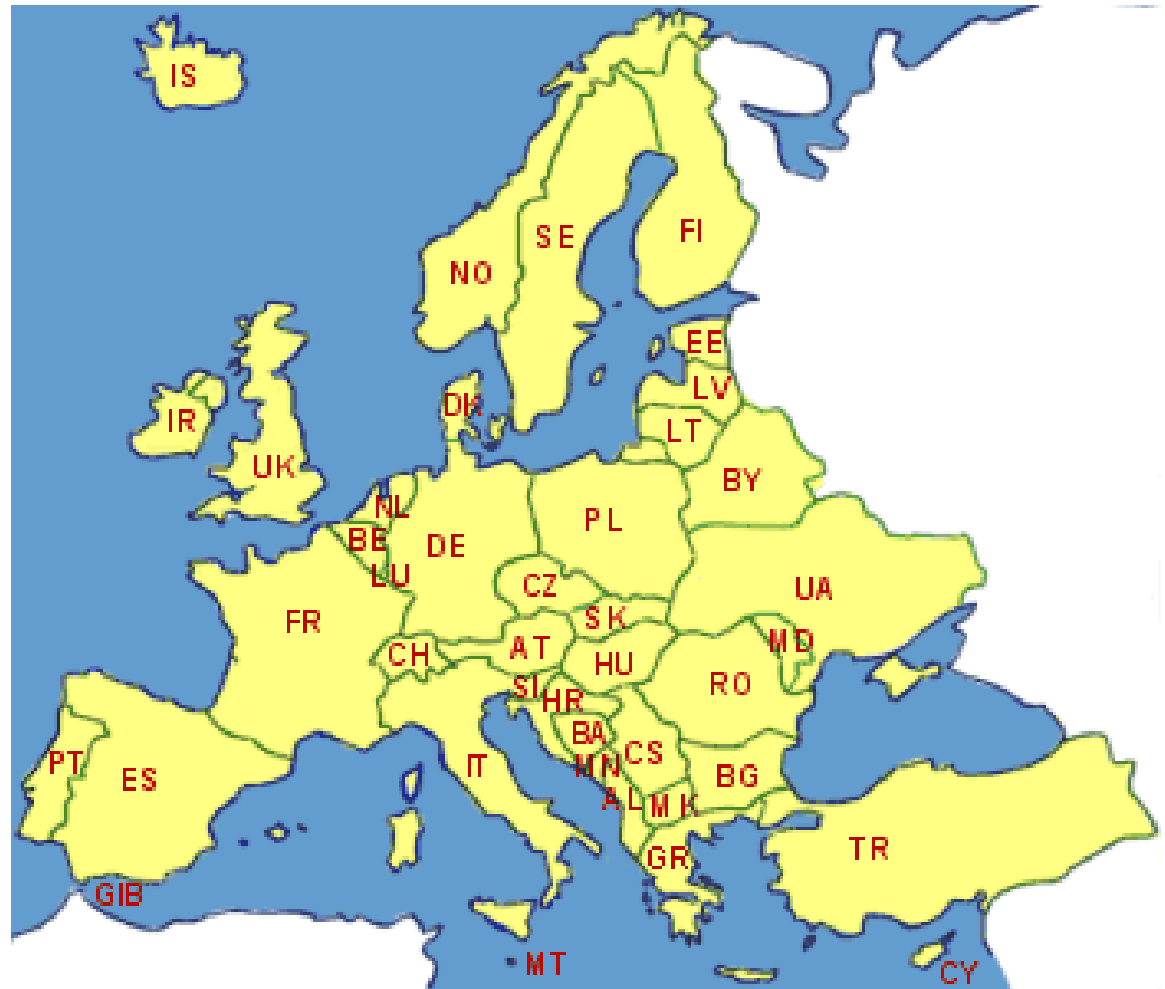 IS
SE
FI
NO
EE
LV
DK
IR
LT
UK
BY
NL
PL
BE
DE
LU
CZ
UA
FR
SK
MD
CH
AT
HU
SI
RO
HR
BA
PT
ES
IT
MN
CS
BG
AL
MK
GR
TR
GIB
MT
CY